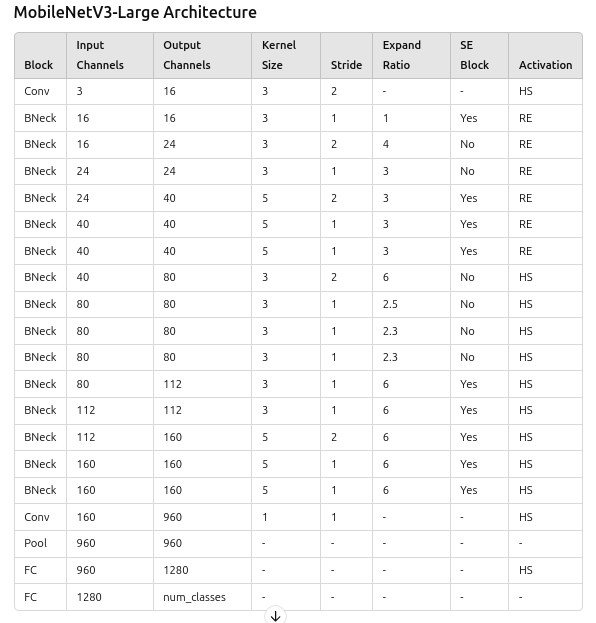 MobileNetV3-Large Architecture
Block Input Channels Output Channels Kernel Size Stride Expand Ratio SE Block Activation
Conv 3 16 3 2 - - HS
BNeck 16 16 3 1 1 Yes RE
BNeck 16 24 3 2 4 No RE
BNeck 24 24 3 1 3 No RE
BNeck 24 40 5 2 3 Yes RE
BNeck 40 40 5 1 3 Yes RE
BNeck 40 40 5 1 3 Yes RE
BNeck 40 80 3 2 6 No HS
BNeck 80 80 3 1 2.5 No HS
BNeck 80 80 3 1 2.3 No HS
BNeck 80 80 3 1 2.3 No HS
BNeck 80 112 3 1 6 Yes HS
BNeck 112 112 3 1 6 Yes HS
BNeck 112 160 5 2 6 Yes HS
BNeck 160 160 5 1 6 Yes HS
BNeck 160 160 5 1 6 Yes HS
Conv 160 960 1 1 - - HS
Pool 960 960 - - - - -
FC 960 1280 - - - - HS
FC 1280 num_classes - - - - -